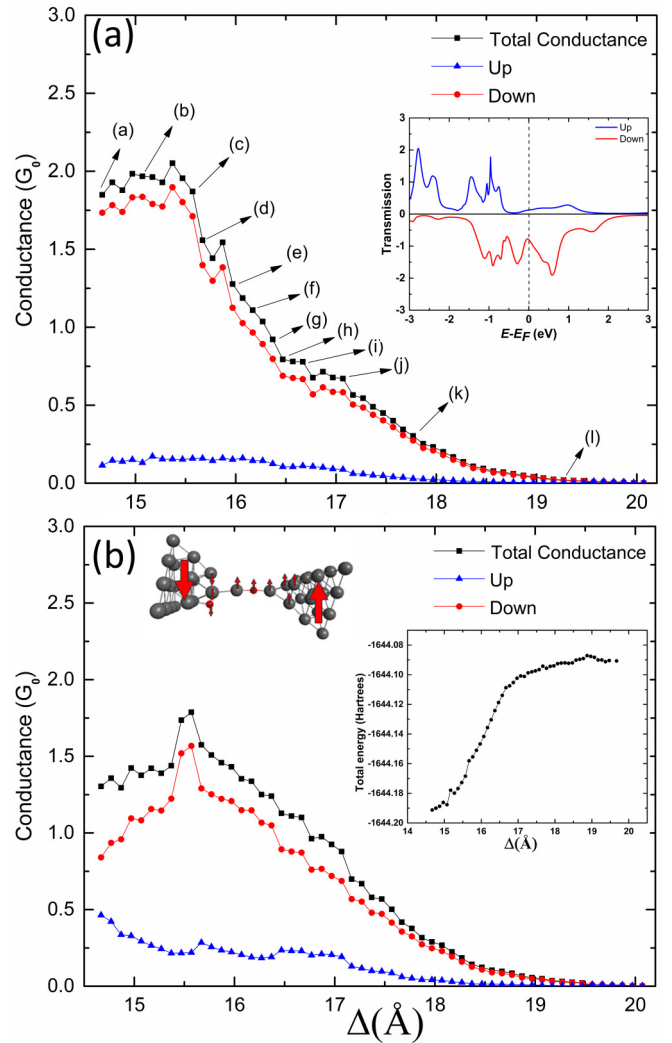 (a)
Total Conductance
Up
Down
(a)
(b)
(c)
(d)
(e)
(f)
(g)
(h)
(i)
(j)
(k)
(l)
3.0
2.5
2.0
1.5
1.0
0.5
0.0
Conductance (G₀)
15 16 17 18 19 20
Up
Down
Transmission
3
2
1
0
-1
-2
-3
-3 -2 -1 0 1 2 3
E-E_F (eV)
(b)
Total Conductance
Up
Down
3.0
2.5
2.0
1.5
1.0
0.5
0.0
Conductance (G₀)
15 16 17 18 19 20
Δ(Å)
Total energy (Hartrees)
-1644.08
-1644.10
-1644.12
-1644.14
-1644.16
-1644.18
-1644.20
14 15 16 17 18 19 20
Δ(Å)